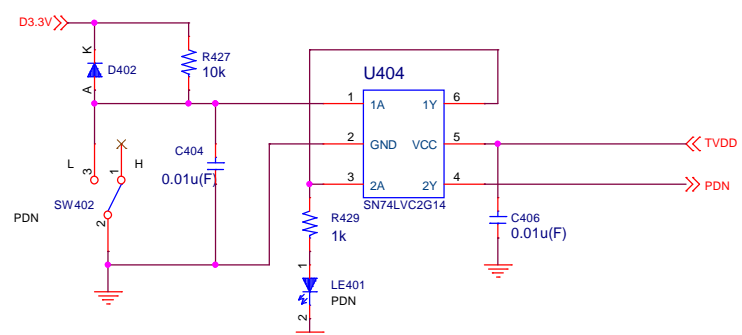 D3.3V
K
D402
A
R427
10k
U404
1
1A
1Y
6
2
GND
VCC
5
TVDD
3
2A
2Y
4
PDN
SN74LVC2G14
C404
0.01u(F)
L
3
1
H
SW402
PDN
2
R429
1k
C406
0.01u(F)
1
LE401
PDN
2